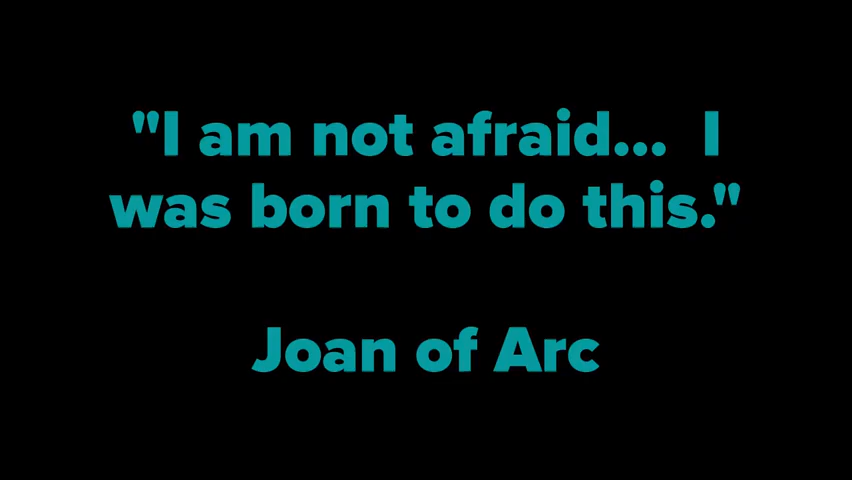 "I am not afraid...  I
was born to do this."
Joan of Arc